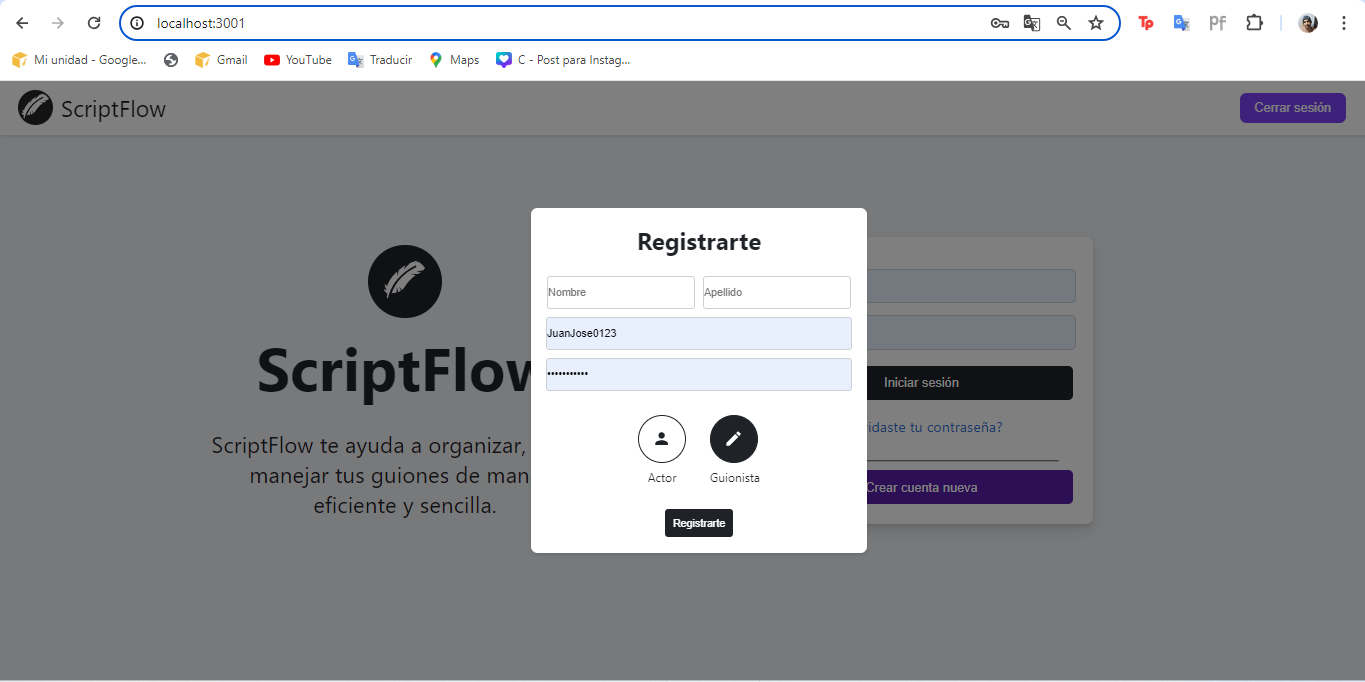 localhost:3001
Mi unidad - Google...
Gmail
YouTube
Traducir
Maps
C - Post para Instag...
ScriptFlow
Cerrar sesión
Registrarte
Nombre
Apellido
JuanJose0123
•••••••••••
Actor
Guionista
Registrarte
ScriptFlow
ScriptFlow te ayuda a organizar,
manejar tus guiones de man
eficiente y sencilla.
Iniciar sesión
idaste tu contraseña?
Crear cuenta nueva